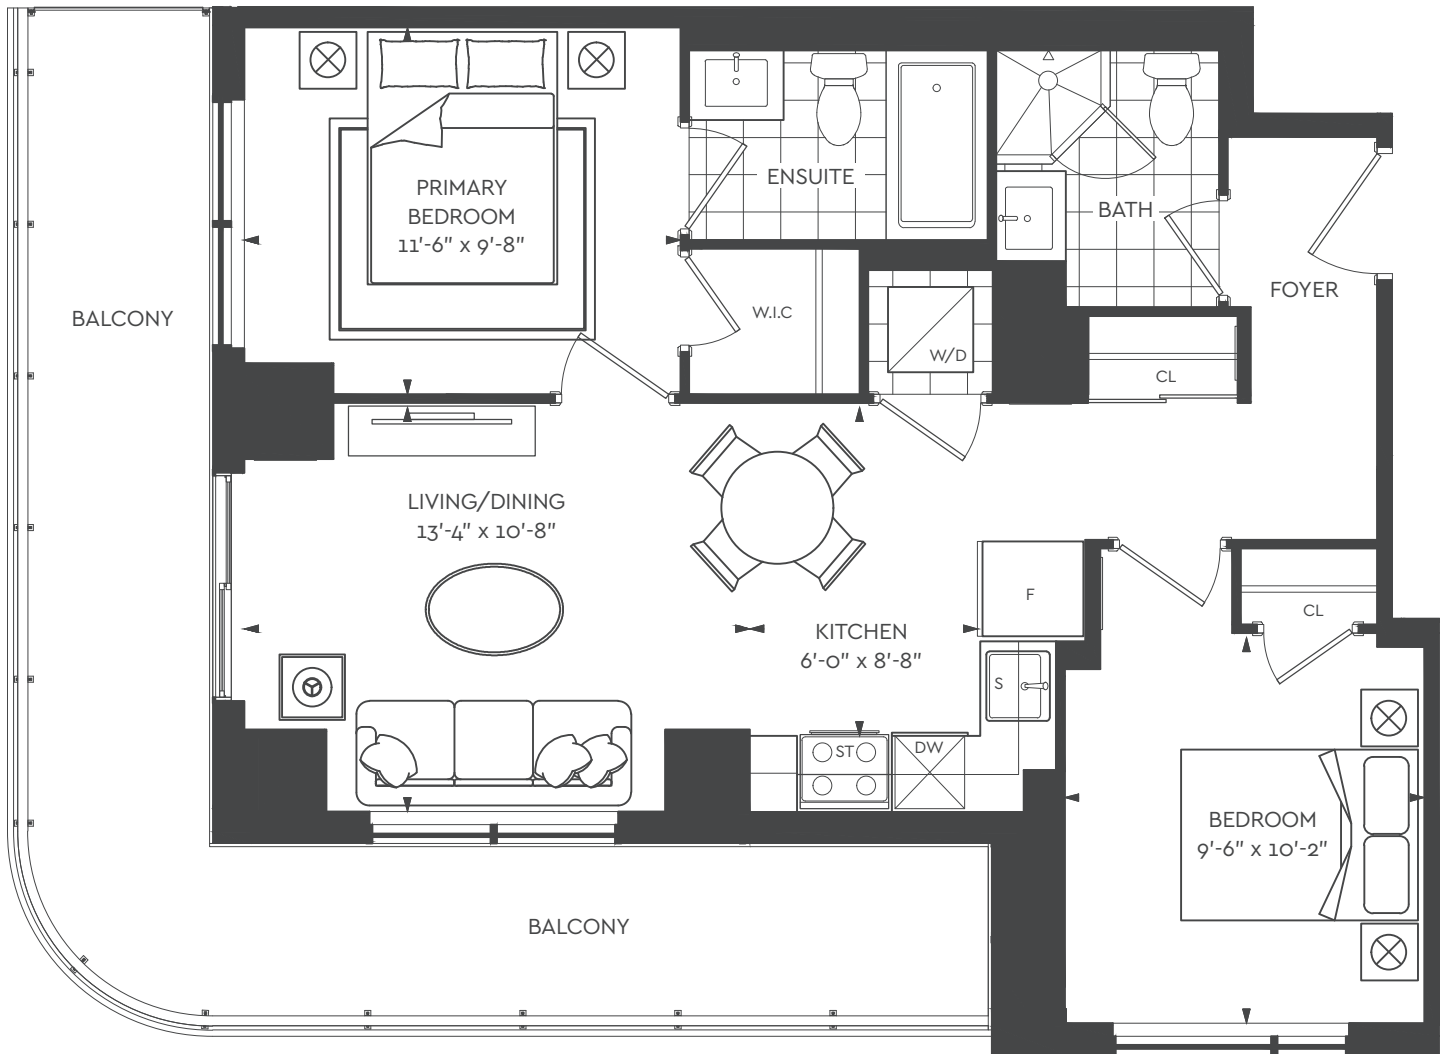 PRIMARY
BEDROOM
11'-6" x 9'-8"
ENSUITE
BATH
FOYER
BALCONY
W.I.C
W/D
CL
LIVING/DINING
13'-4" x 10'-8"
F
CL
KITCHEN
6'-0" x 8'-8"
S
ST
DW
BEDROOM
9'-6" x 10'-2"
BALCONY